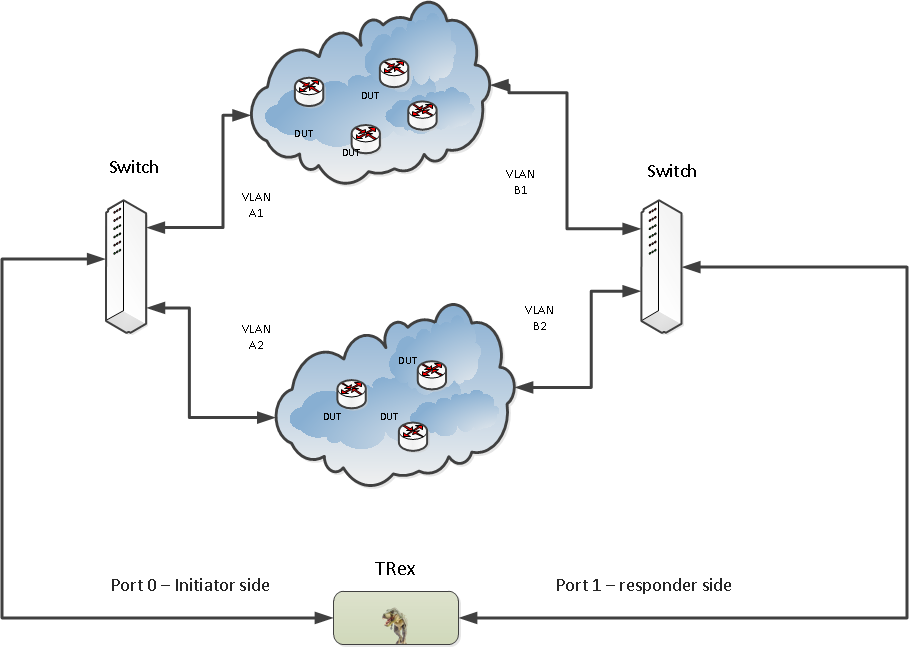 DUT
DUT
DUT
Switch
Switch
VLAN
A1
VLAN
B1
VLAN
A2
VLAN
B2
DUT
DUT
DUT
TRex
Port 0 – Initiator side
Port 1 – responder side